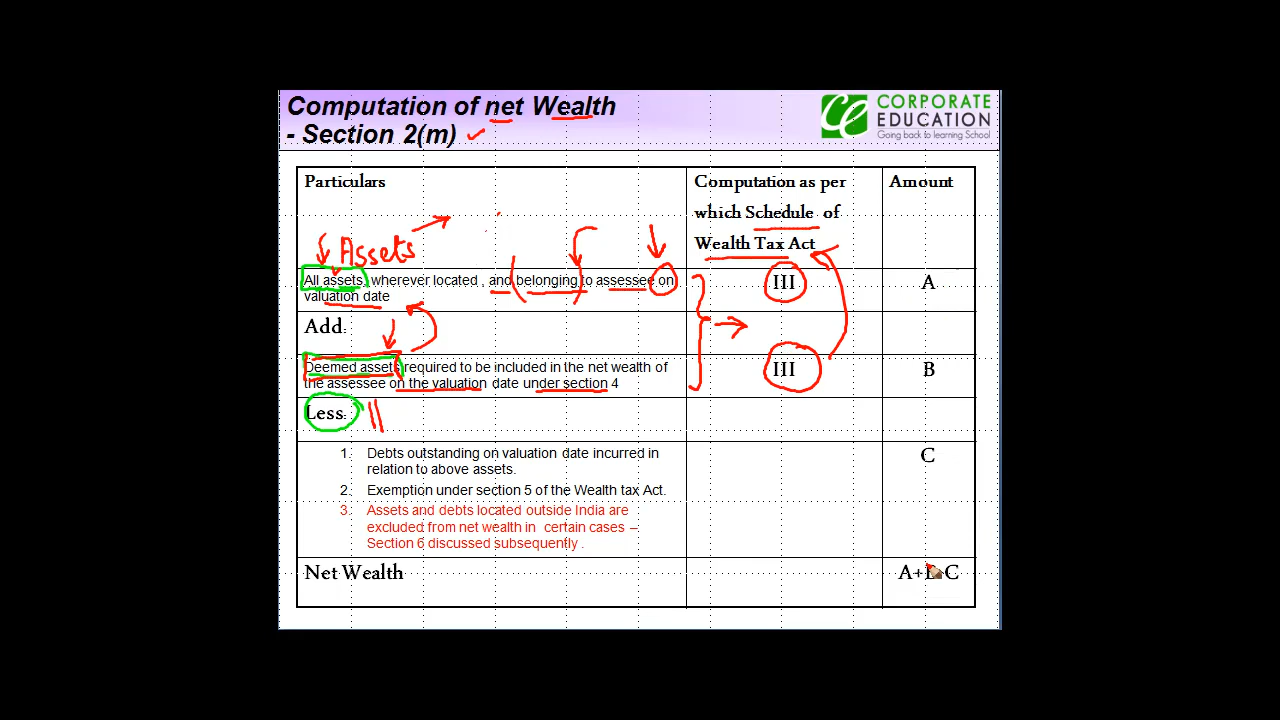 Computation of net Wealth
- Section 2(m)
CORPORATE
EDUCATION
Going back to learning School
Particulars
Computation as per
which Schedule of
Wealth Tax Act
Amount
Assets
All assets, wherever located , and belonging to assessee on
valuation date
III
A
Add:
Deemed assets required to be included in the net wealth of
the assessee on the valuation date under section 4
III
B
Less:
1. Debts outstanding on valuation date incurred in
relation to above assets.
C
2. Exemption under section 5 of the Wealth tax Act.
3. Assets and debts located outside India are
excluded from net wealth in certain cases –
Section 6 discussed subsequently .
Net Wealth